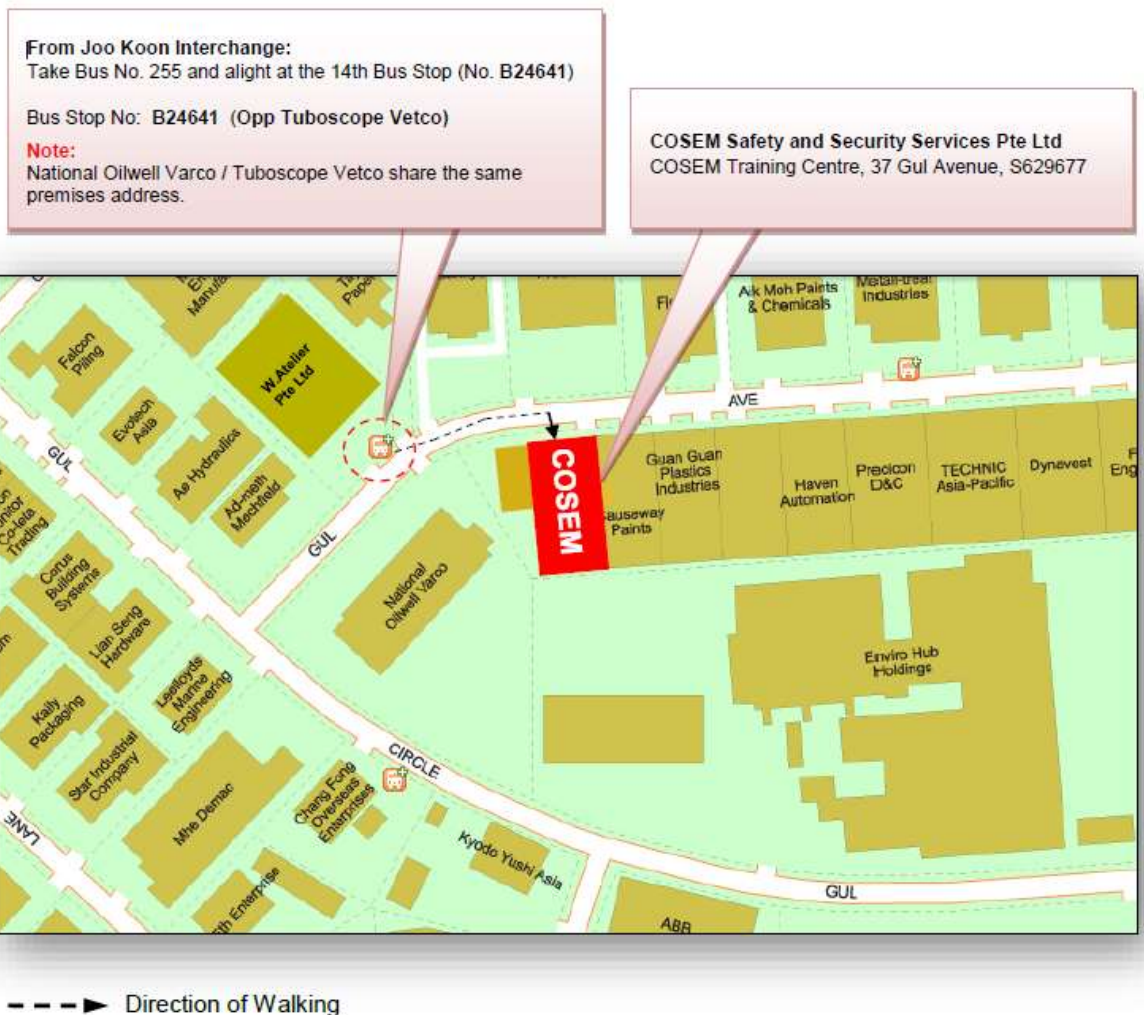 From Joo Koon Interchange:
Take Bus No. 255 and alight at the 14th Bus Stop (No. B24641)
Bus Stop No: B24641 (Opp Tuboscope Vetco)
Note:
National Oilwell Varco / Tuboscope Vetco share the same
premises address.
COSEM Safety and Security Services Pte Ltd
COSEM Training Centre, 37 Gul Avenue, S629677
Aik Moh Paints
& Chemicals
Industries
Falcon
Piling
W.Atelier
Pte Ltd
Evotech
Asia
Ae Hydraulics
Ad-math
Mechfield
GUL
GUL
AVE
COSEM
Guan Guan
Plastics
Industries
Causeway
Paints
Haven
Automation
Precicon
D&C
TECHNIC
Asia-Pacific
Dynavest
National
Oilwell Varco
Trading
Corus
Building
Systems
Lian Seng
Hardware
Leelloyds
Marine
Engineering
Kaily
Packaging
Star Industrial
Company
Enviro Hub
Holdings
CIRCLE
LANE
Mhe Demac
Chang Fong
Overseas
Enterprises
Kyodo Yushi Asia
Enterprise
GUL
ABB
Direction of Walking